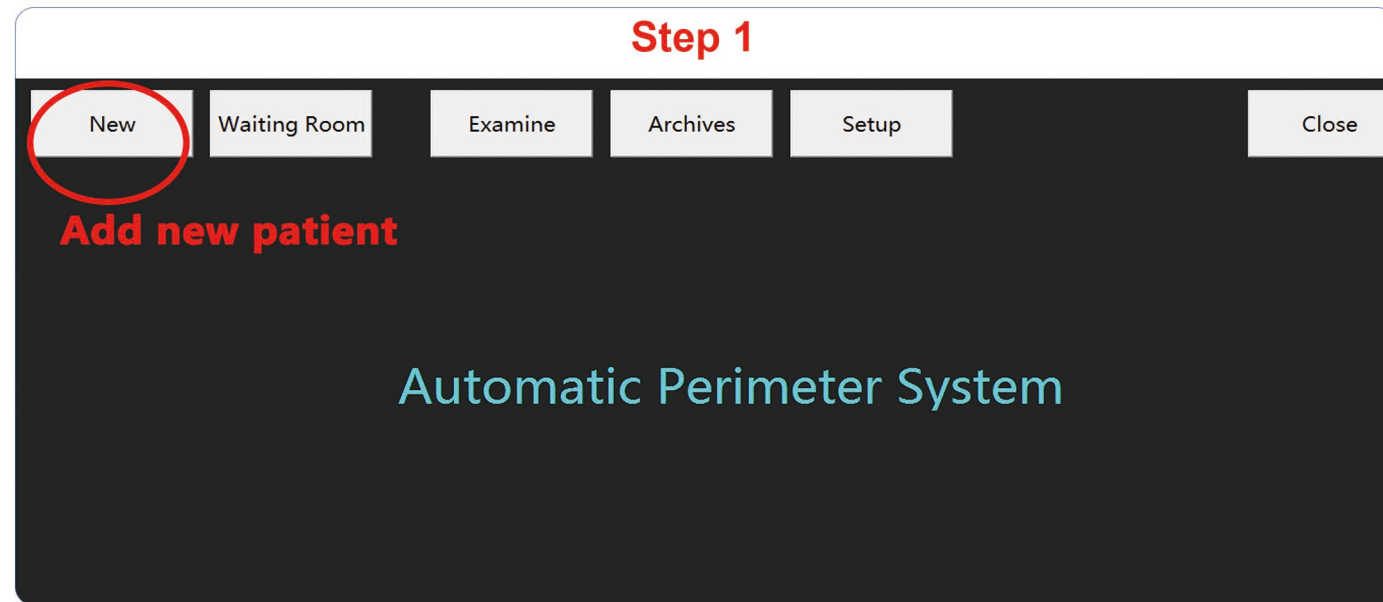 Step 1
New Waiting Room Examine Archives Setup Close
Add new patient
Automatic Perimeter System